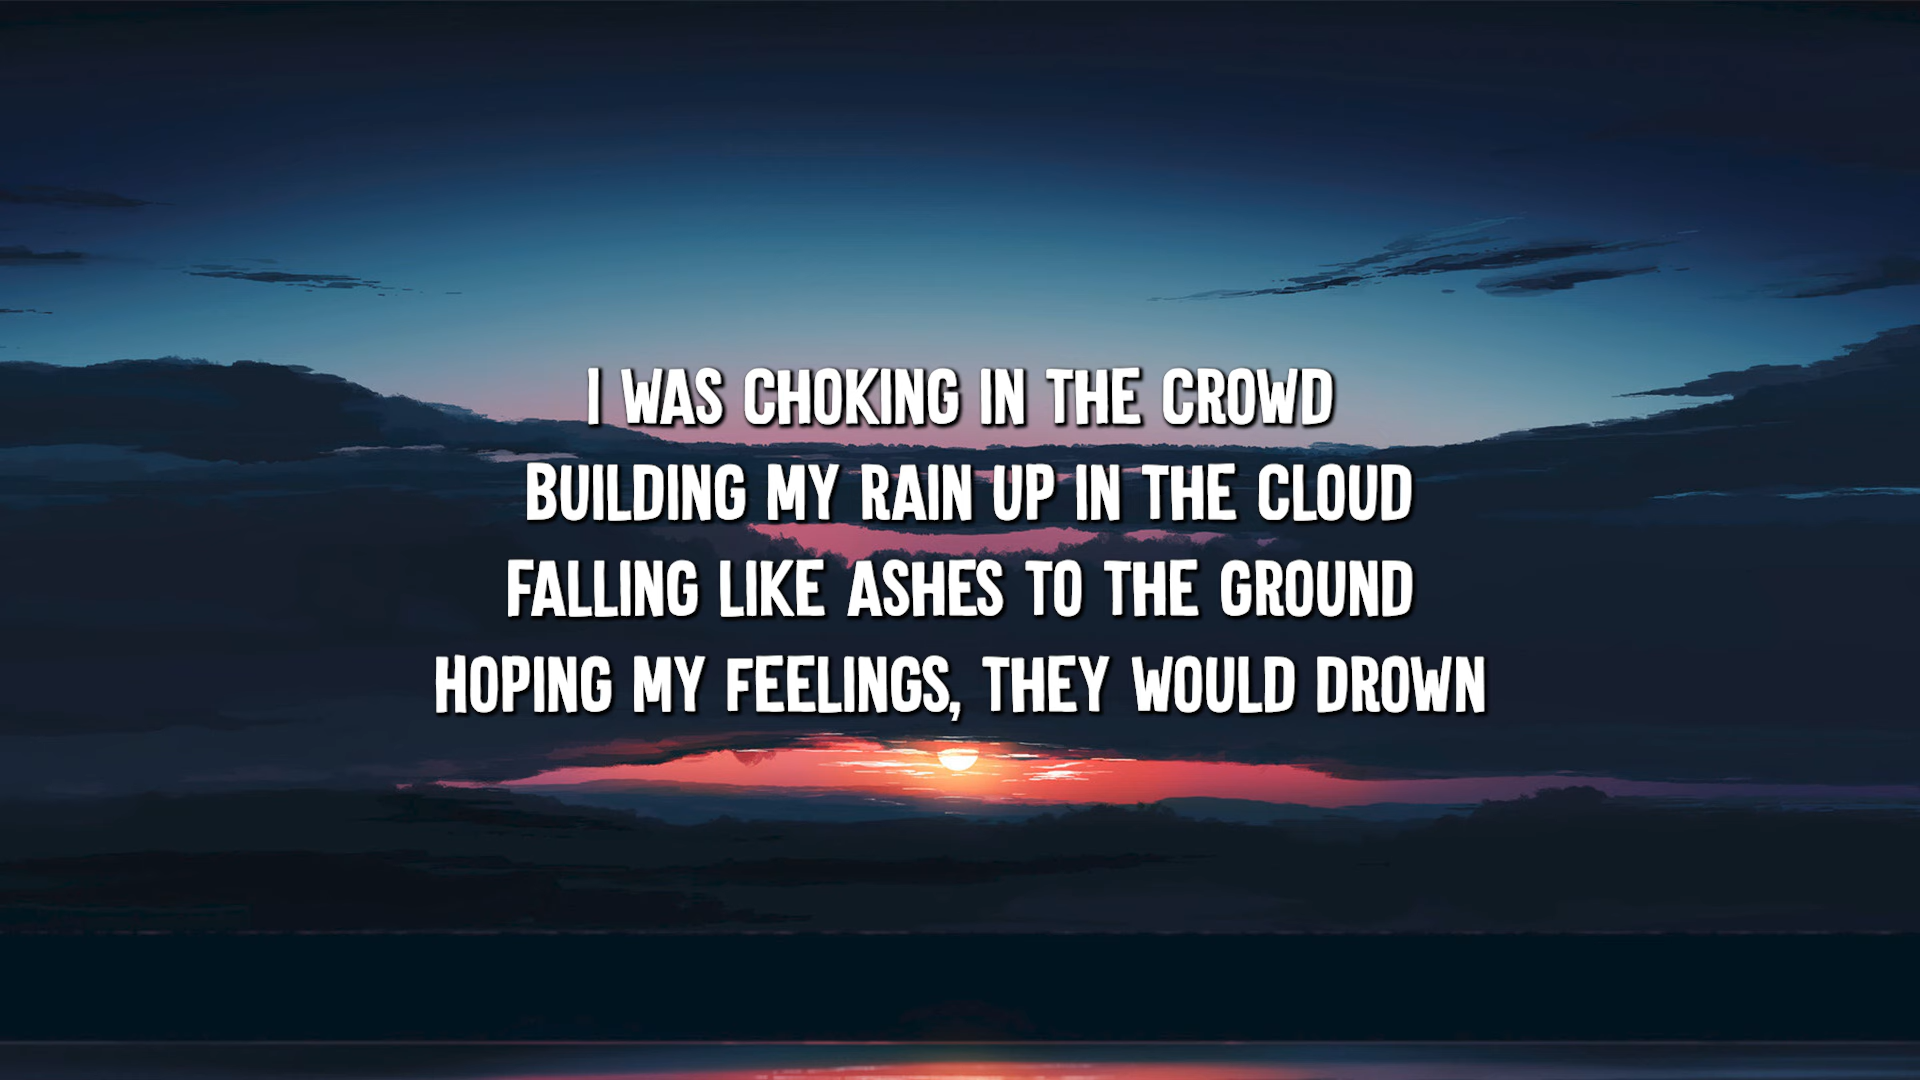 I WAS CHOKING IN THE CROWD
BUILDING MY RAIN UP IN THE CLOUD
FALLING LIKE ASHES TO THE GROUND
HOPING MY FEELINGS, THEY WOULD DROWN